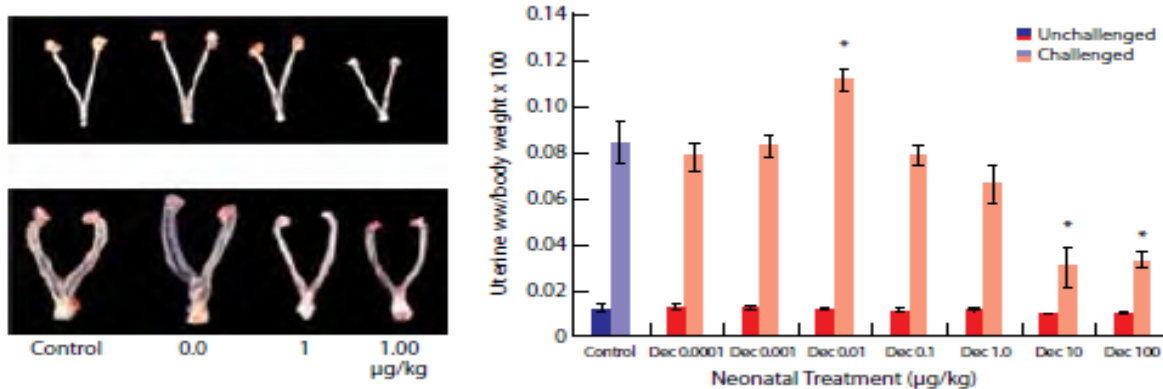 Control 0.0 1 1.00
µg/kg
Uterine ww/body weight x 100
0.14
0.12
0.10
0.08
0.06
0.04
0.02
0
Unchallenged
Challenged
*
*
*
Control Dec 0.0001 Dec 0.001 Dec 0.01 Dec 0.1 Dec 1.0 Dec 10 Dec 100
Neonatal Treatment (µg/kg)